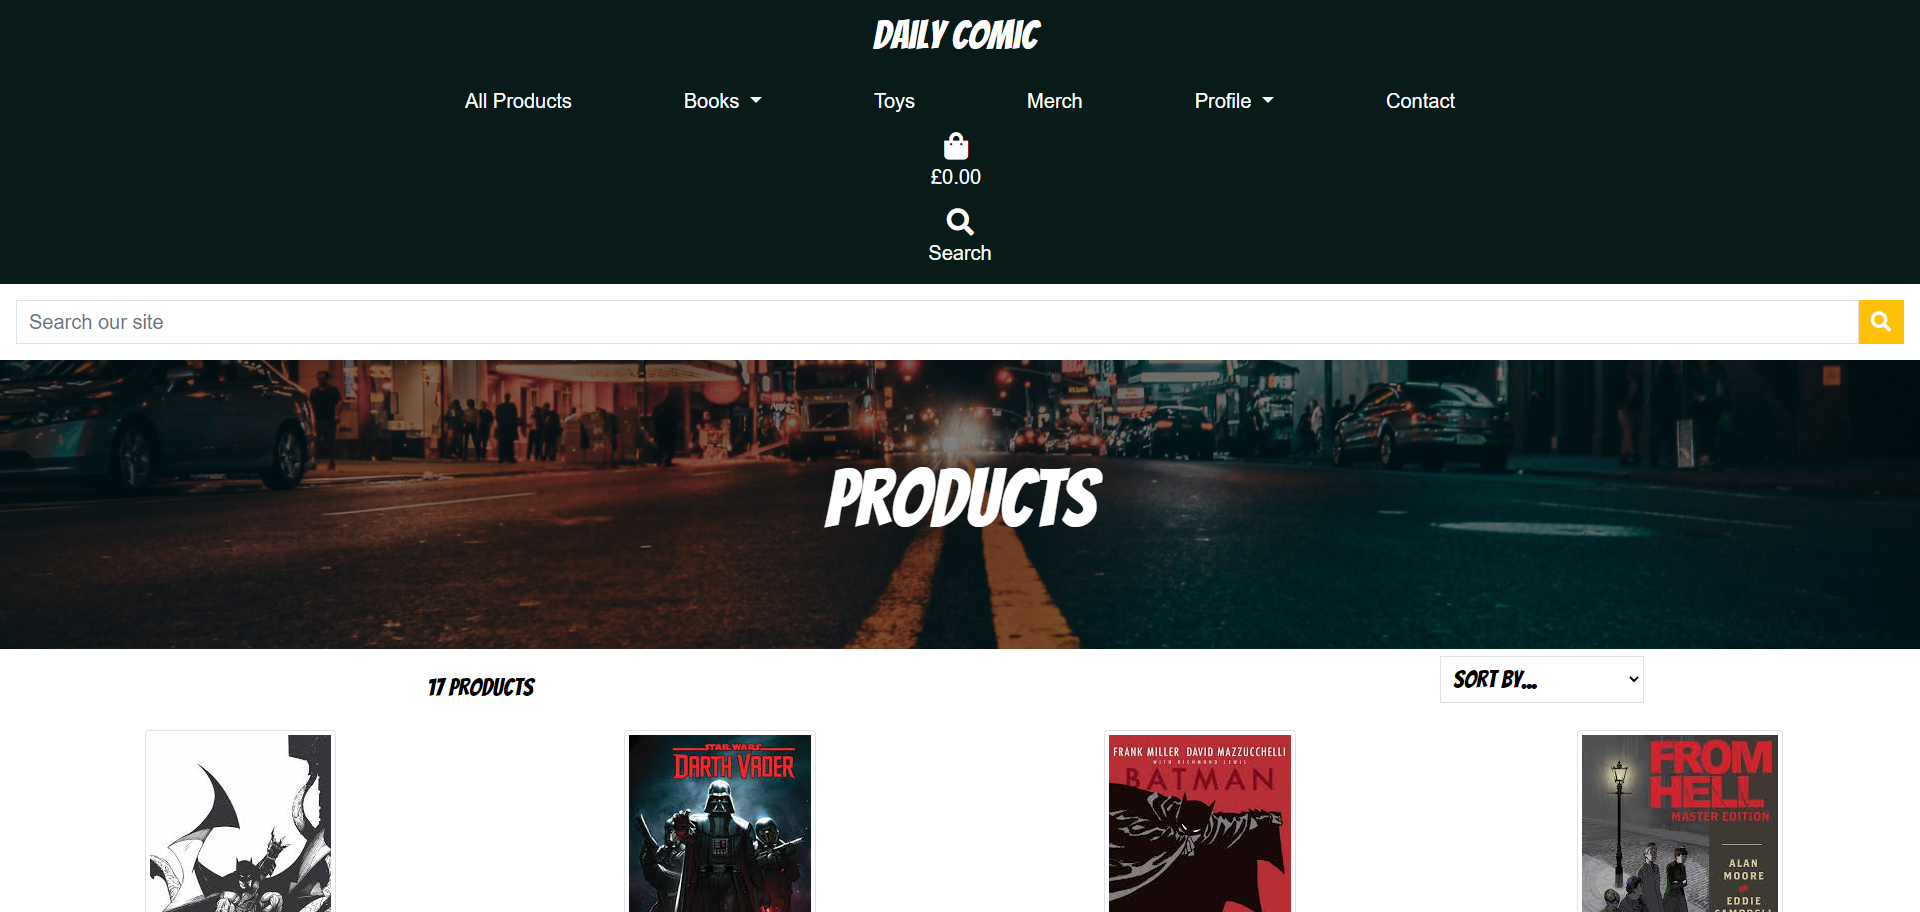 DAILY COMIC
All Products Books Toys Merch Profile Contact
£0.00
Search
Search our site
PRODUCTS
17 PRODUCTS
SORT BY...
STAR WARS
DARTH VADER
FRANK MILLER DAVID MAZZUCCHELLI
WITH RICHMOND LEWIS
BATMAN
FROM
HELL
MASTER EDITION
ALAN
MOORE
EDDIE
CAMPBELL